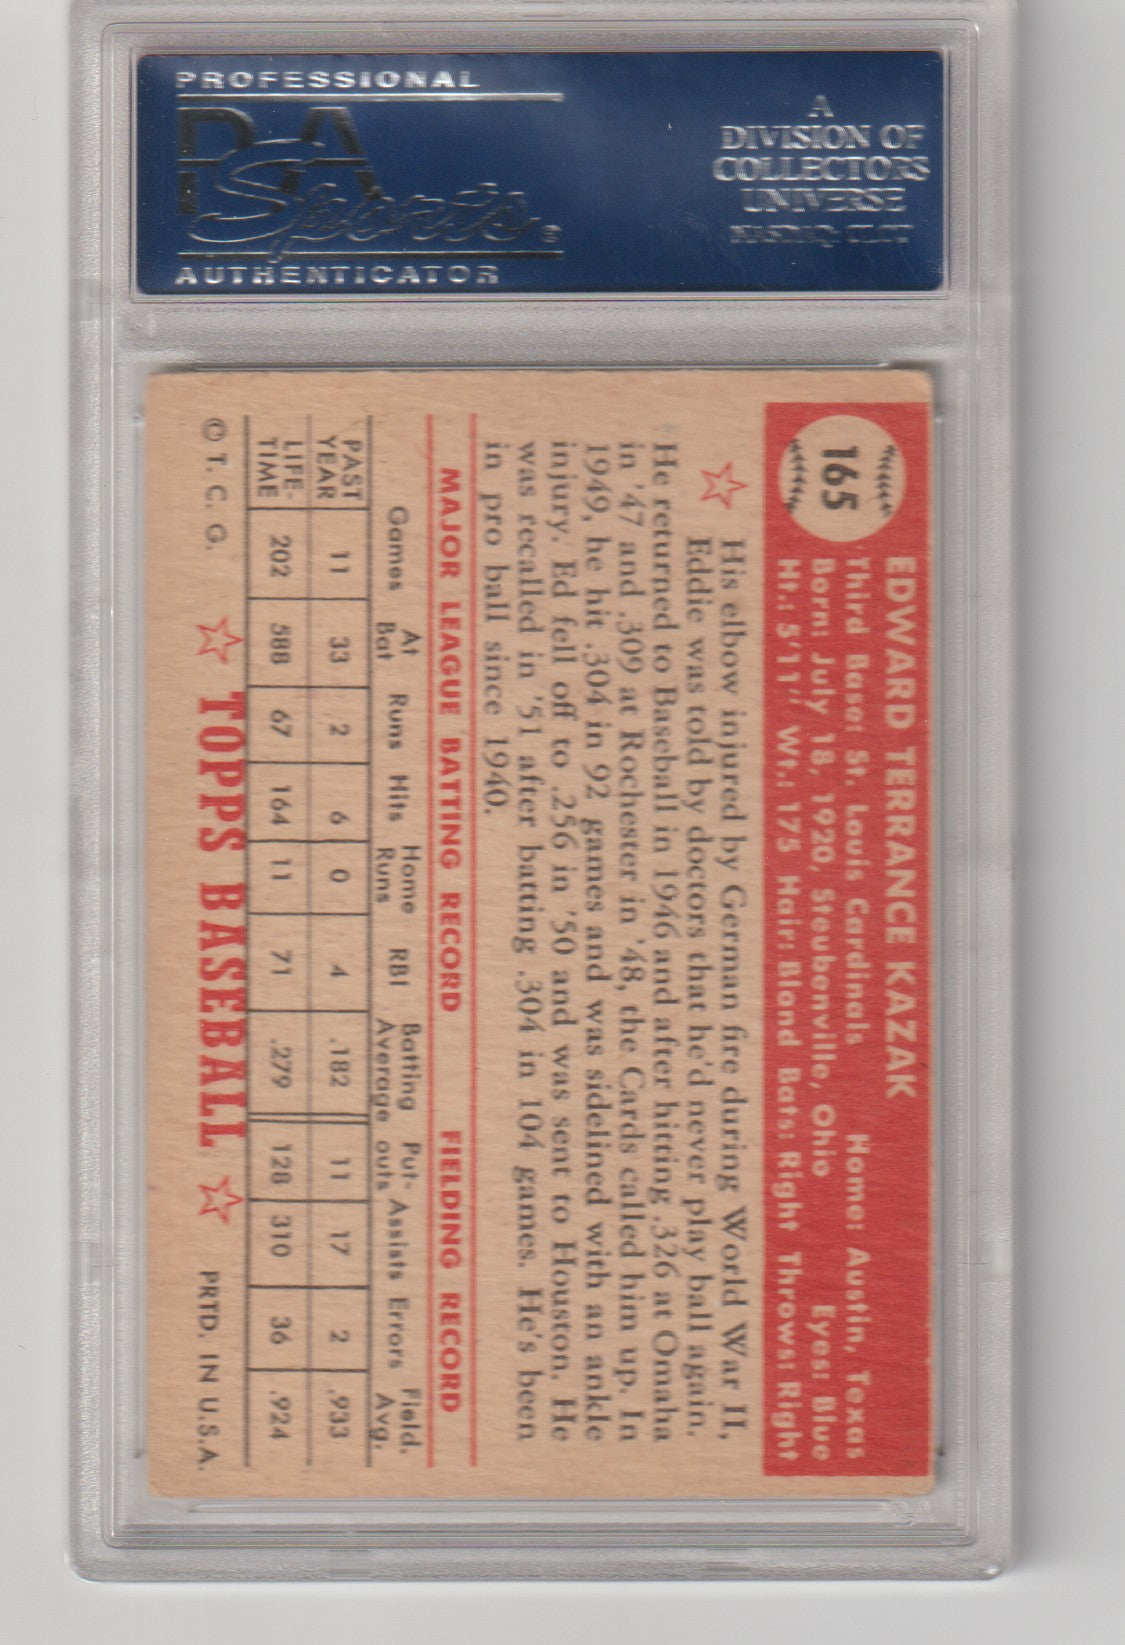 PROFESSIONAL
PSA
Sports®
AUTHENTICATOR
A
DIVISION OF
COLLECTORS
UNIVERSE
NASDAQ: CLCT
165
EDWARD TERRANCE KAZAK
Third Base: St. Louis Cardinals Home: Austin, Texas
Born: July 18, 1920, Steubenville, Ohio Eyes: Blue
Ht.: 5'11" Wt.: 175 Hair: Blond Bats: Right Throws: Right
His elbow injured by German fire during World War II,
Eddie was told by doctors that he'd never play ball again.
He returned to Baseball in 1946 and after hitting .326 at Omaha
in '47 and .309 at Rochester in '48, the Cards called him up. In
1949, he hit .304 in 92 games and was sidelined with an ankle
injury. Ed fell off to .256 in '50 and was sent to Houston. He
was recalled in '51 after batting .304 in 104 games. He's been
in pro ball since 1940.
MAJOR LEAGUE BATTING RECORD FIELDING RECORD
Games At Bat Runs Hits Home Runs RBI Batting Average Put-outs Assists Errors Field. Avg.
PAST YEAR 11 33 2 6 0 4 .182 11 17 2 .933
LIFE-TIME 202 588 67 164 11 71 .279 128 310 36 .924
© T. C. G. TOPPS BASEBALL PRTD. IN U.S.A.